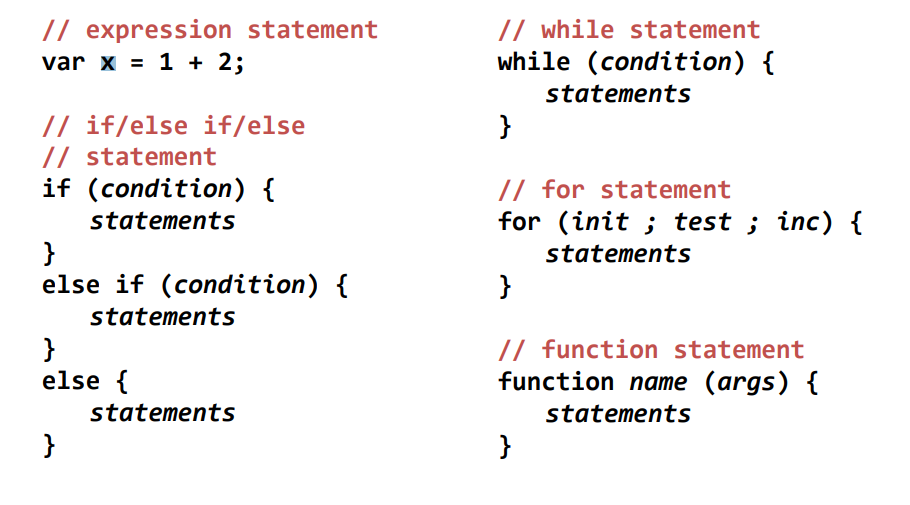 // expression statement
var x = 1 + 2;
// if/else if/else
// statement
if (condition) {
statements
}
else if (condition) {
statements
}
else {
statements
}
// while statement
while (condition) {
statements
}
// for statement
for (init ; test ; inc) {
statements
}
// function statement
function name (args) {
statements
}